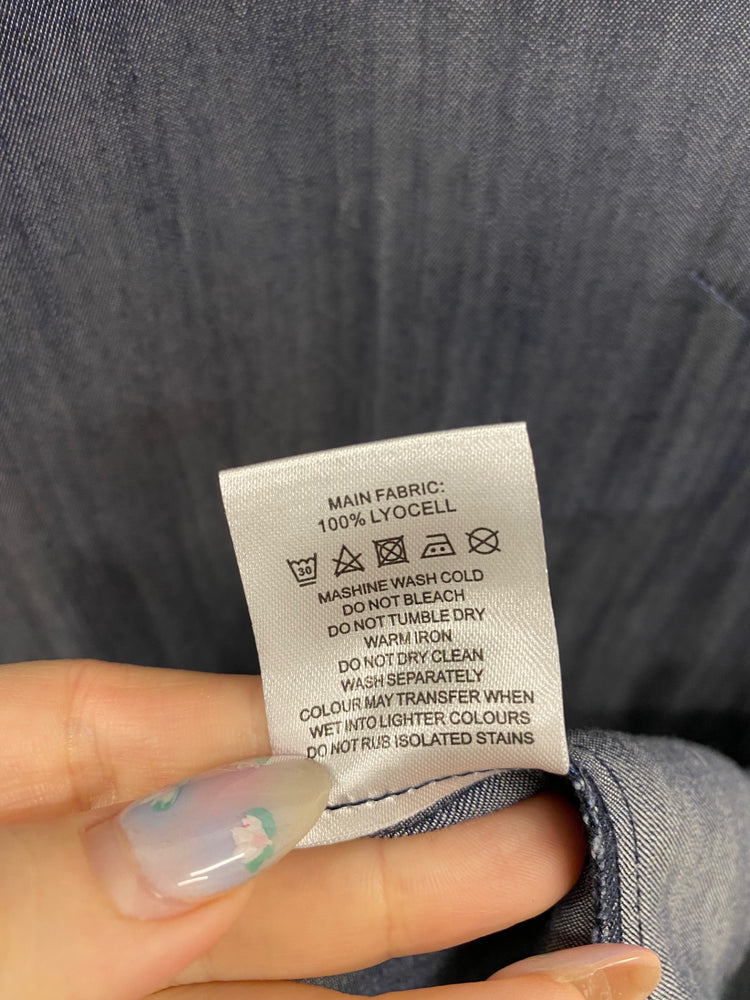 MAIN FABRIC:
100% LYOCELL
30
MASHINE WASH COLD
DO NOT BLEACH
DO NOT TUMBLE DRY
WARM IRON
DO NOT DRY CLEAN
WASH SEPARATELY
COLOUR MAY TRANSFER WHEN
WET INTO LIGHTER COLOURS
DO NOT RUB ISOLATED STAINS